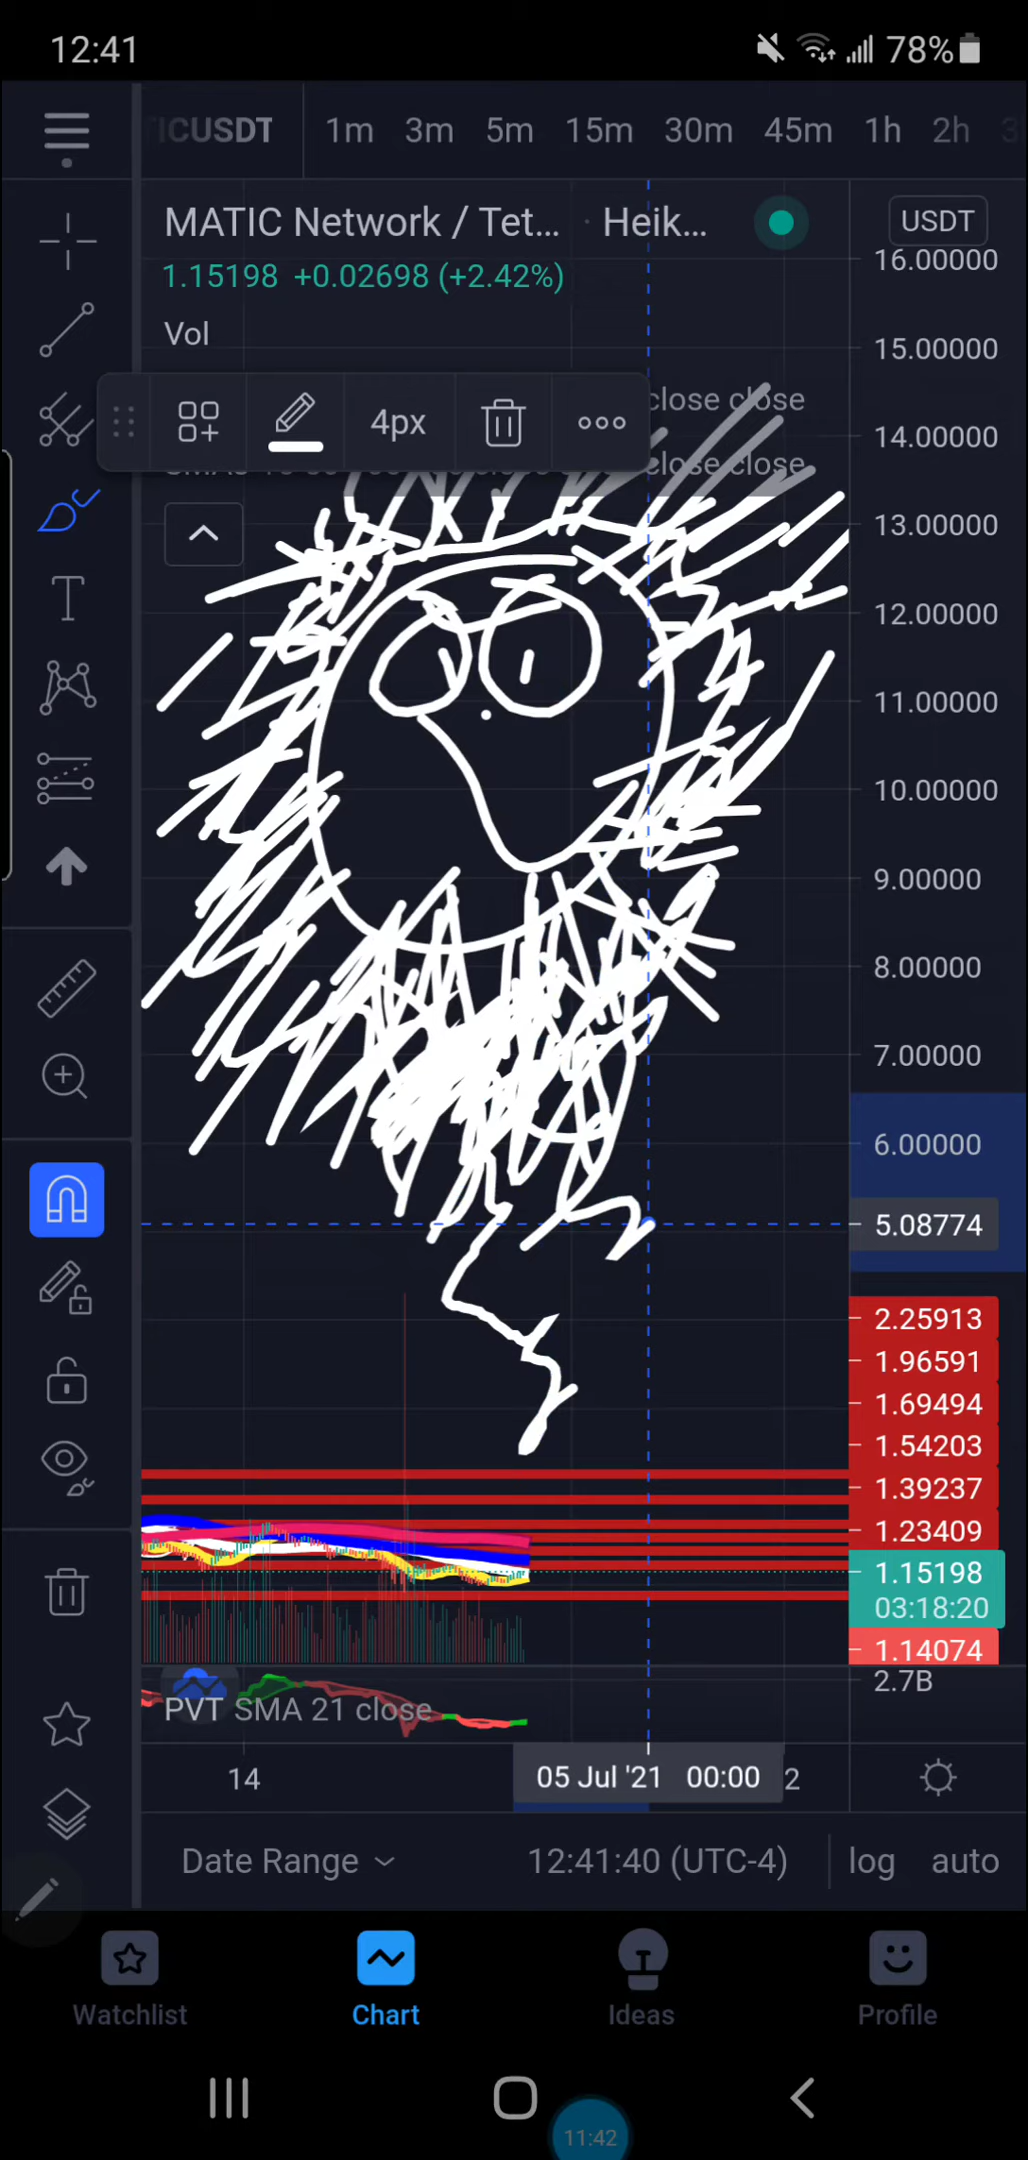 12:41
78%
ICUSDT 1m 3m 5m 15m 30m 45m 1h 2h 3
MATIC Network / Tet... · Heik...
USDT
1.15198 +0.02698 (+2.42%)
Vol
16.00000
15.00000
close close
4px
14.00000
close close
13.00000
12.00000
11.00000
10.00000
9.00000
8.00000
7.00000
6.00000
5.08774
2.25913
1.96591
1.69494
1.54203
1.39237
1.23409
1.15198
03:18:20
1.14074
2.7B
PVT SMA 21 close
14
05 Jul '21 00:00
2
Date Range
12:41:40 (UTC-4)
log
auto
Watchlist
Chart
Ideas
Profile
11:42